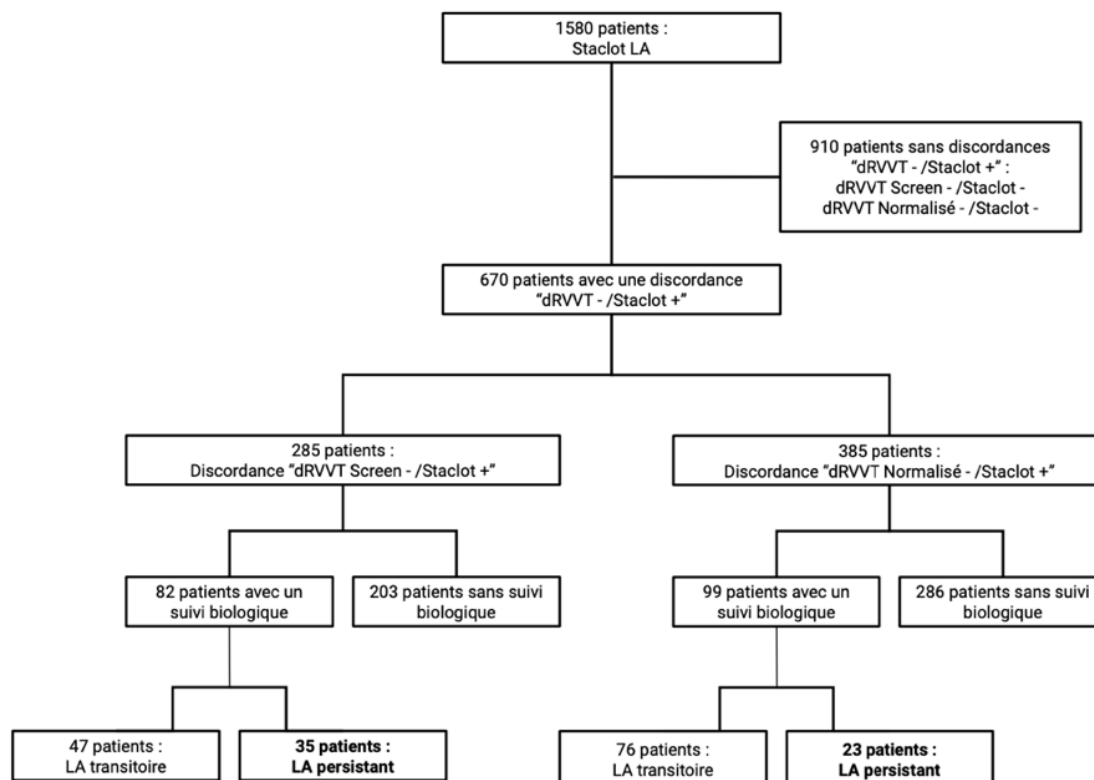 1580 patients :
Staclot LA
910 patients sans discordances
“dRVVT - /Staclot +” :
dRVVT Screen - /Staclot -
dRVVT Normalisé - /Staclot -
670 patients avec une discordance
“dRVVT - /Staclot +”
285 patients :
Discordance “dRVVT Screen - /Staclot +”
385 patients :
Discordance “dRVVT Normalisé - /Staclot +”
82 patients avec un
suivi biologique
203 patients sans suivi
biologique
99 patients avec un
suivi biologique
286 patients sans suivi
biologique
47 patients :
LA transitoire
35 patients :
LA persistant
76 patients :
LA transitoire
23 patients :
LA persistant